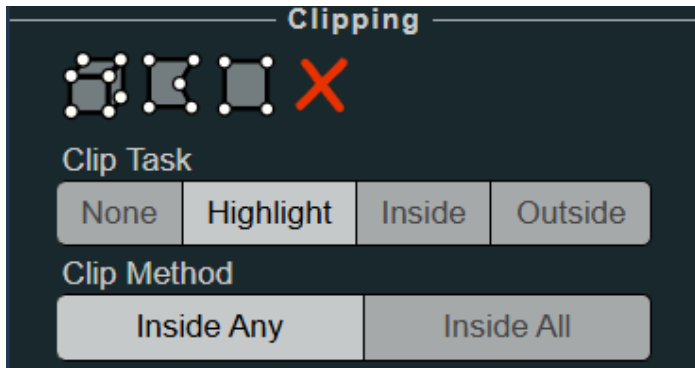 Clipping
Clip Task
None Highlight Inside Outside
Clip Method
Inside Any Inside All